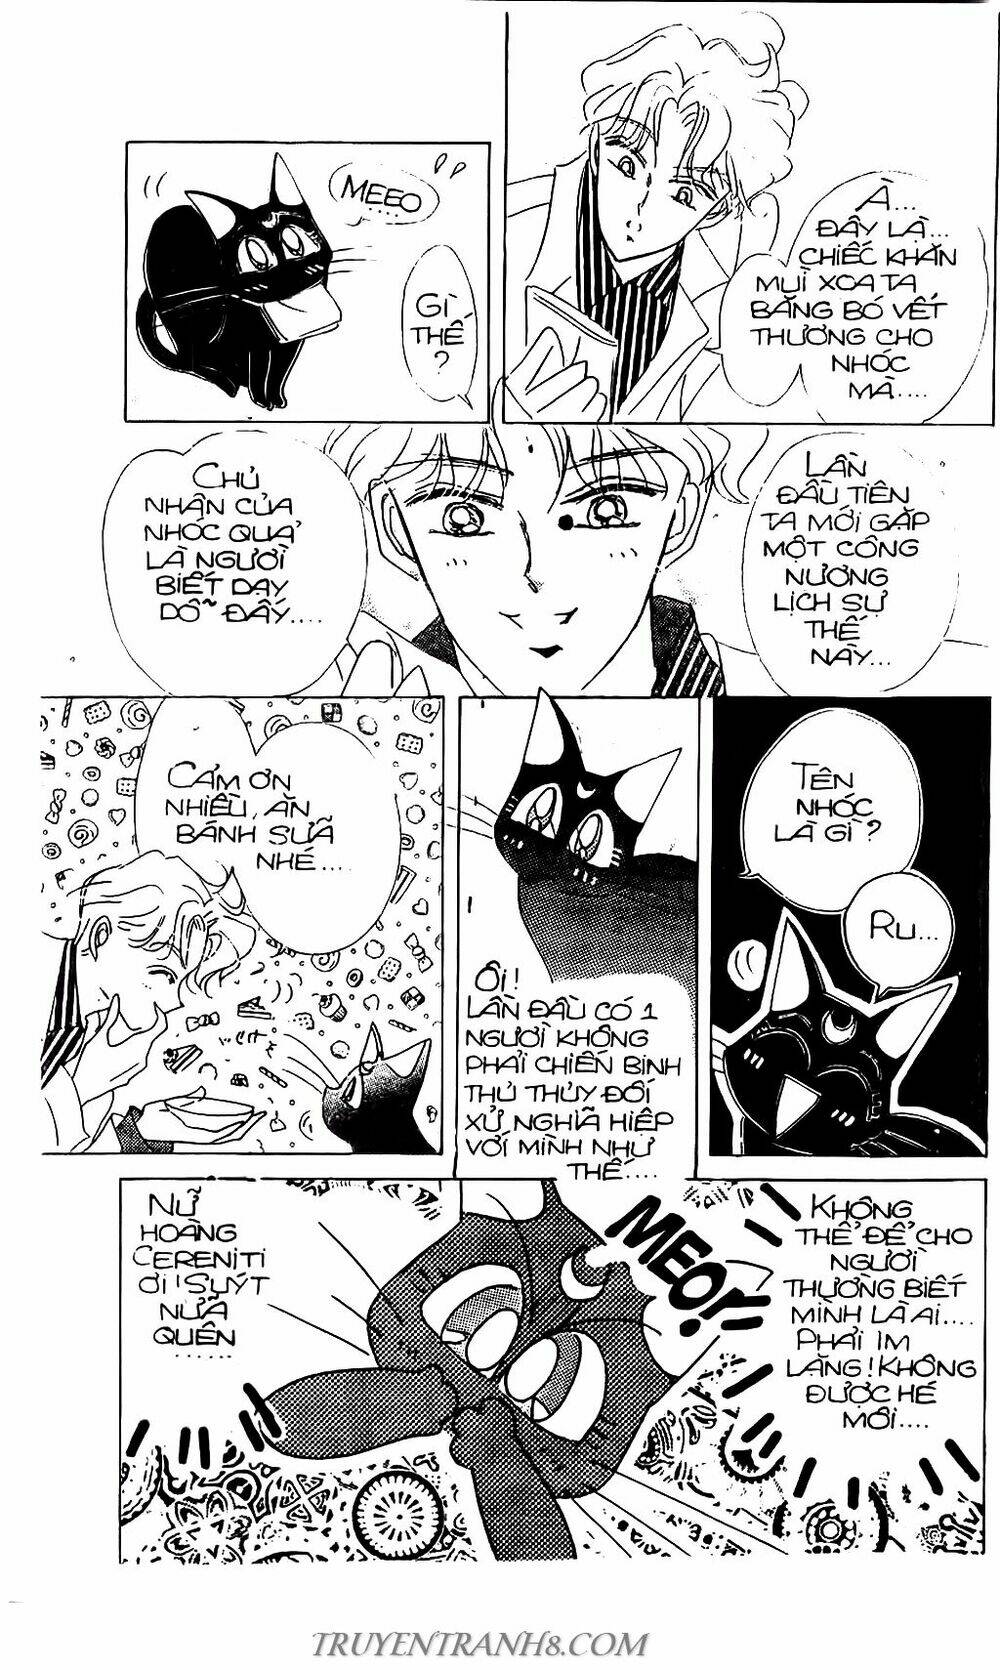 MEEO
GÌ
THẾ
?
À...
ĐÂY LÀ...
CHIẾC KHĂN
MÙI XOA TA
BĂNG BÓ VẾT
THƯƠNG CHO
NHÓC
MÀ....
CHỦ
NHÂN CỦA
NHÓC QUẢ
LÀ NGƯỜI
BIẾT DẠY
DỖ ĐẤY....
LẦN
ĐẦU TIÊN
TA MỚI GẶP
MỘT CÔNG
NƯƠNG
LỊCH SỰ
THẾ
NÀY...
CẢM ƠN
NHIỀU, ĂN
BÁNH SỮA
NHÉ....
ÔI!
LẦN ĐẦU CÓ 1
NGƯỜI KHÔNG
PHẢI CHIẾN BINH
THỦ THỦY ĐỐI
XỬ NGHĨA HIỆP
VỚI MÌNH NHƯ
THẾ....
TÊN
NHÓC
LÀ GÌ?
RU...
NỮ
HOÀNG
CERENITI
ƠI! SUÝT
NỮA
QUÊN
......
MEO!!
KHÔNG
THỂ ĐỂ CHO
NGƯỜI
THƯỜNG BIẾT
MÌNH LÀ AI....
PHẢI IM
LẶNG! KHÔNG
ĐƯỢC HÉ
MÔI....
TRUYENTRANH8.COM